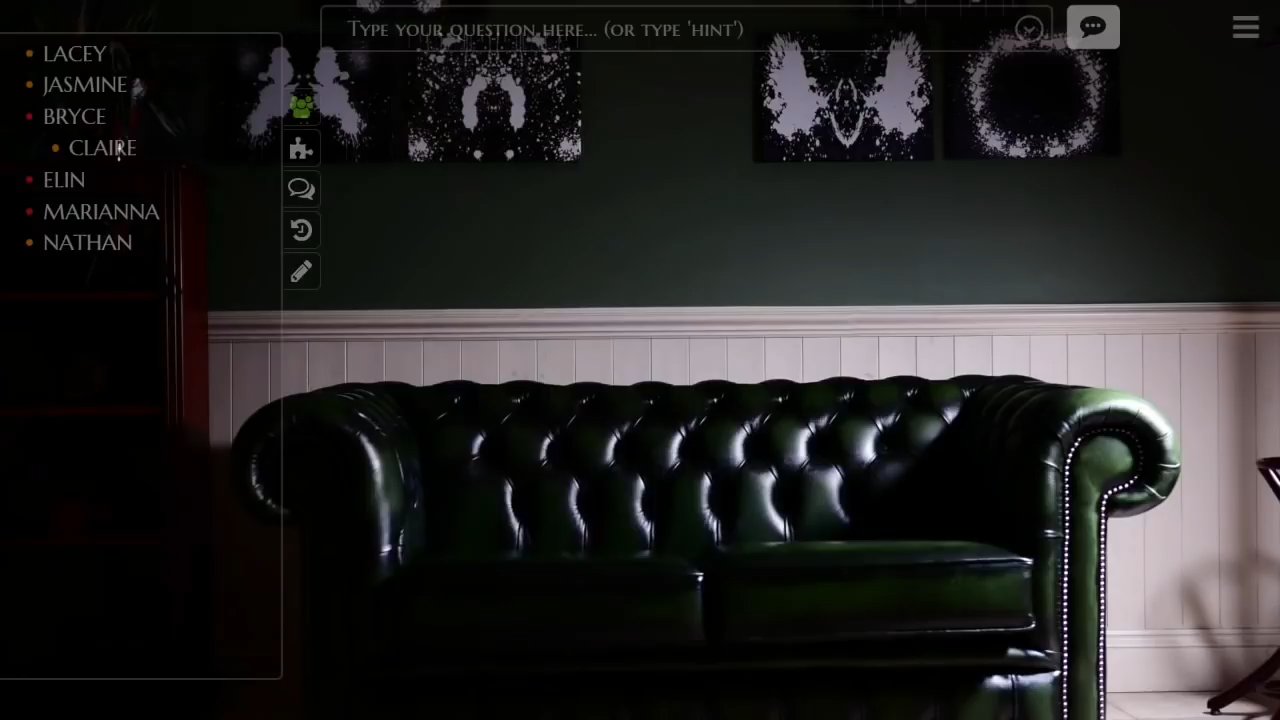 Type your question here... (or type 'hint')
LACEY
JASMINE
BRYCE
CLAIRE
ELIN
MARIANNA
NATHAN